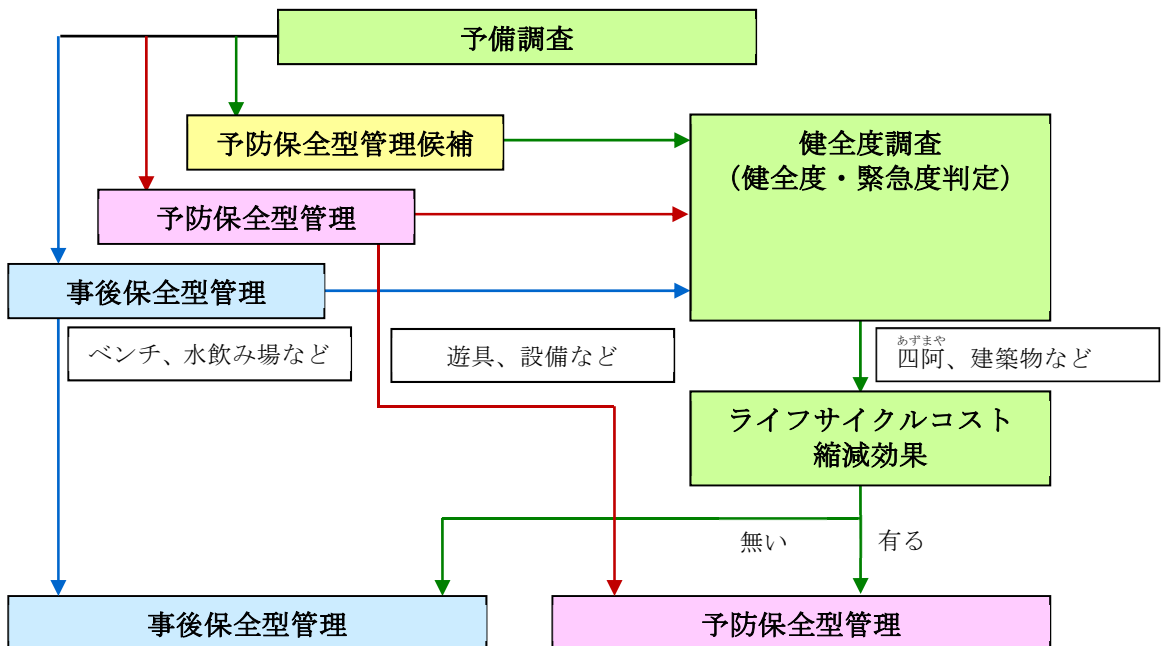 予備調査
予防保全型管理候補
健全度調査
（健全度・緊急度判定）
予防保全型管理
事後保全型管理
ベンチ、水飲み場など
遊具、設備など
あずまや
四阿、建築物など
ライフサイクルコスト
縮減効果
無い
有る
事後保全型管理
予防保全型管理